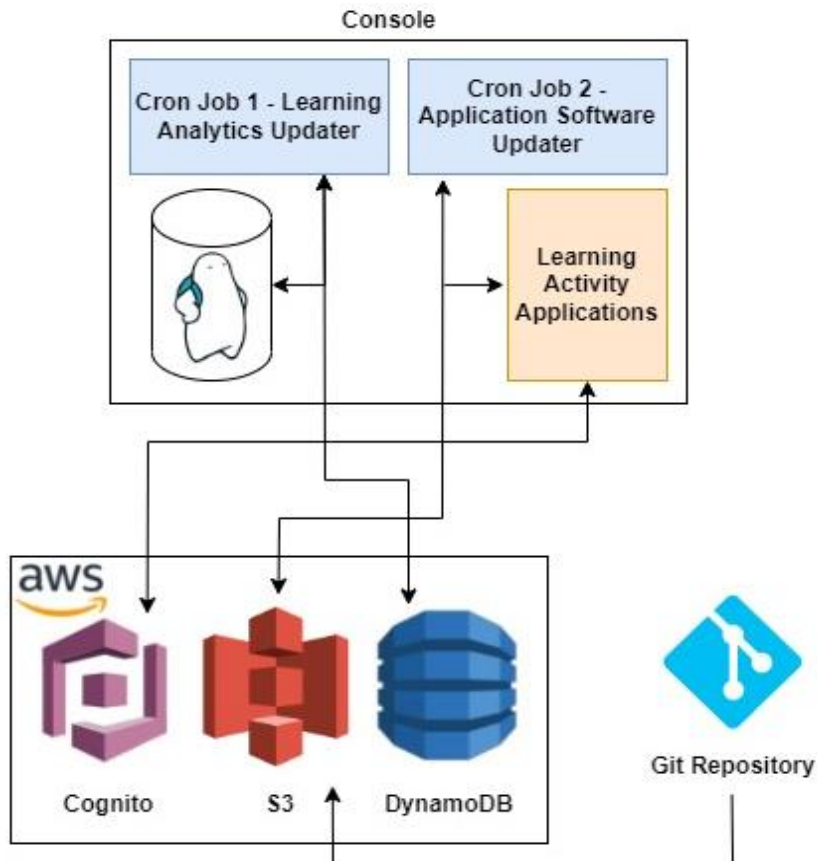 Console
Cron Job 1 - Learning
Analytics Updater
Cron Job 2 -
Application Software
Updater
Learning
Activity
Applications
aws
Cognito
S3
DynamoDB
Git Repository